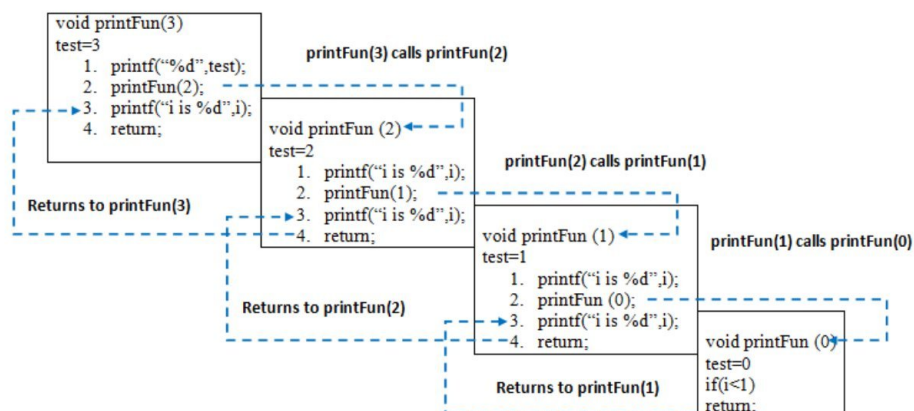 void printFun(3)
test=3
1. printf(“%d”,test);
2. printFun(2);
3. printf(“i is %d”,i);
4. return;
printFun(3) calls printFun(2)
void printFun (2)
test=2
1. printf(“i is %d”,i);
2. printFun(1);
3. printf(“i is %d”,i);
4. return;
Returns to printFun(3)
printFun(2) calls printFun(1)
void printFun (1)
test=1
1. printf(“i is %d”,i);
2. printFun (0);
3. printf(“i is %d”,i);
4. return;
Returns to printFun(2)
printFun(1) calls printFun(0)
void printFun (0)
test=0
if(i<1)
return;
Returns to printFun(1)